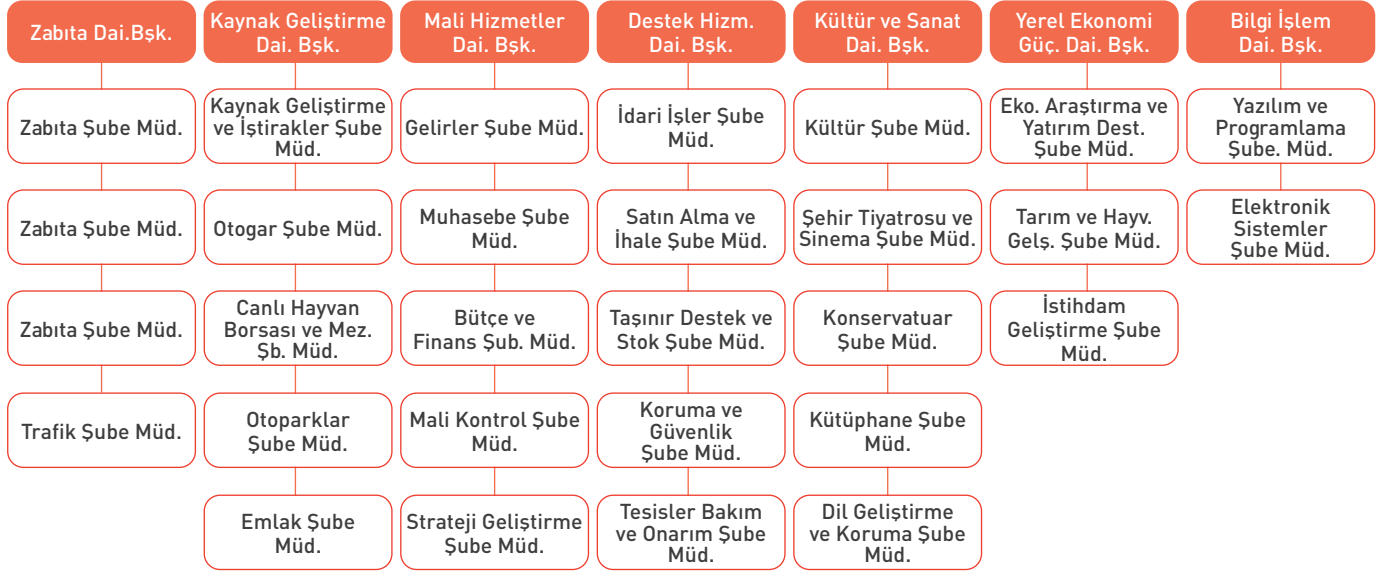 Zabıta Dai.Bşk.
Zabıta Şube Müd.
Zabıta Şube Müd.
Zabıta Şube Müd.
Trafik Şube Müd.
Kaynak Geliştirme
Dai. Bşk.
Kaynak Geliştirme
ve İştirakler Şube
Müd.
Otogar Şube Müd.
Canlı Hayvan
Borsası ve Mez.
Şb. Müd.
Otoparklar
Şube Müd.
Emlak Şube
Müd.
Mali Hizmetler
Dai. Bşk.
Gelirler Şube Müd.
Muhasebe Şube
Müd.
Bütçe ve
Finans Şub. Müd.
Mali Kontrol Şube
Müd.
Strateji Geliştirme
Şube Müd.
Destek Hizm.
Dai. Bşk.
İdari İşler Şube
Müd.
Satın Alma ve
İhale Şube Müd.
Taşınır Destek ve
Stok Şube Müd.
Koruma ve
Güvenlik
Şube Müd.
Tesisler Bakım
ve Onarım Şube
Müd.
Kültür ve Sanat
Dai. Bşk.
Kültür Şube Müd.
Şehir Tiyatrosu ve
Sinema Şube Müd.
Konservatuar
Şube Müd.
Kütüphane Şube
Müd.
Dil Geliştirme
ve Koruma Şube
Müd.
Yerel Ekonomi
Güç. Dai. Bşk.
Eko. Araştırma ve
Yatırım Dest.
Şube Müd.
Tarım ve Hayv.
Gelş. Şube Müd.
İstihdam
Geliştirme Şube
Müd.
Bilgi İşlem
Dai. Bşk.
Yazılım ve
Programlama
Şube. Müd.
Elektronik
Sistemler
Şube Müd.